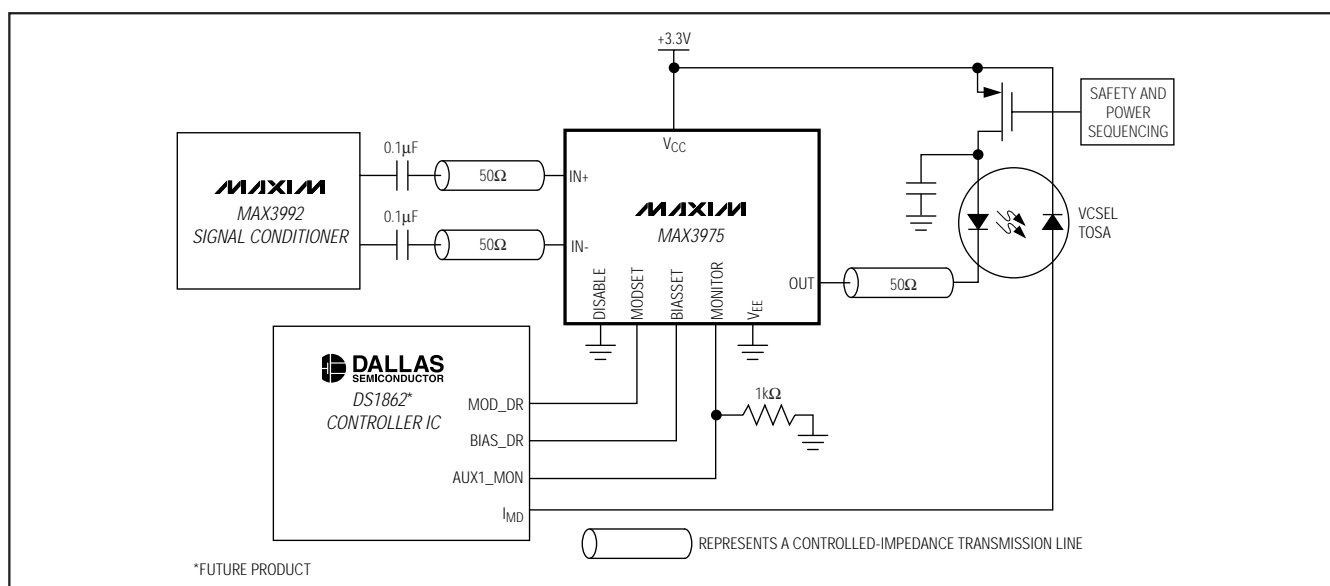 +3.3V
SAFETY AND
POWER
SEQUENCING
VCC
0.1μF
50Ω
IN+
MAXIM
MAX3992
SIGNAL CONDITIONER
0.1μF
50Ω
IN-
MAXIM
MAX3975
VCSEL
TOSA
OUT
50Ω
DISABLE
MODSET
BIASSET
MONITOR
VEE
DALLAS
SEMICONDUCTOR
DS1862*
CONTROLLER IC
MOD_DR
BIAS_DR
AUX1_MON
IMD
1kΩ
REPRESENTS A CONTROLLED-IMPEDANCE TRANSMISSION LINE
*FUTURE PRODUCT